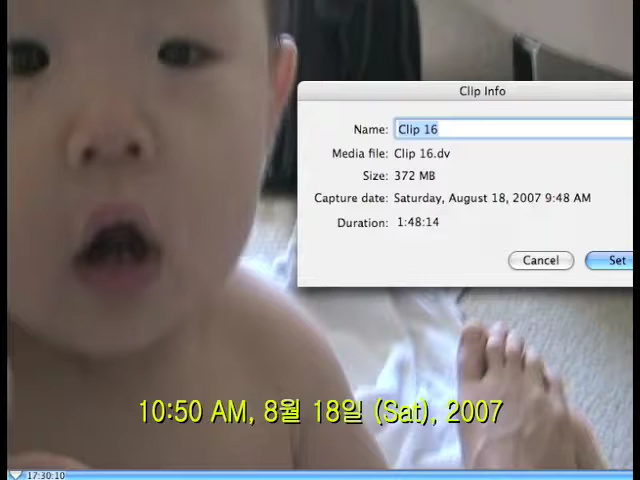 Clip Info
Name: Clip 16
Media file: Clip 16.dv
Size: 372 MB
Capture date: Saturday, August 18, 2007 9:48 AM
Duration: 1:48:14
Cancel Set
10:50 AM, 8월 18일 (Sat), 2007
17:30:10